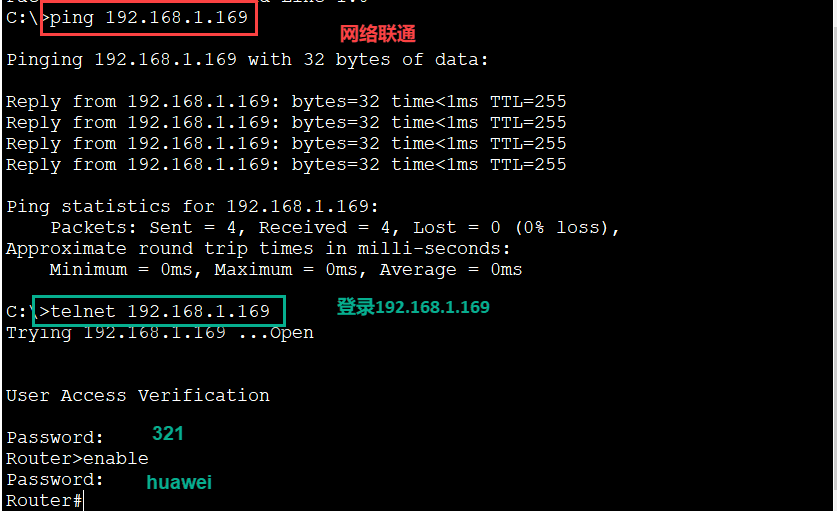 C:\>ping 192.168.1.169
网络联通
Pinging 192.168.1.169 with 32 bytes of data:
Reply from 192.168.1.169: bytes=32 time<1ms TTL=255
Reply from 192.168.1.169: bytes=32 time<1ms TTL=255
Reply from 192.168.1.169: bytes=32 time<1ms TTL=255
Reply from 192.168.1.169: bytes=32 time<1ms TTL=255
Ping statistics for 192.168.1.169:
Packets: Sent = 4, Received = 4, Lost = 0 (0% loss),
Approximate round trip times in milli-seconds:
Minimum = 0ms, Maximum = 0ms, Average = 0ms
C:\>telnet 192.168.1.169
登录192.168.1.169
Trying 192.168.1.169 ...Open
User Access Verification
Password: 321
Router>enable
Password: huawei
Router#